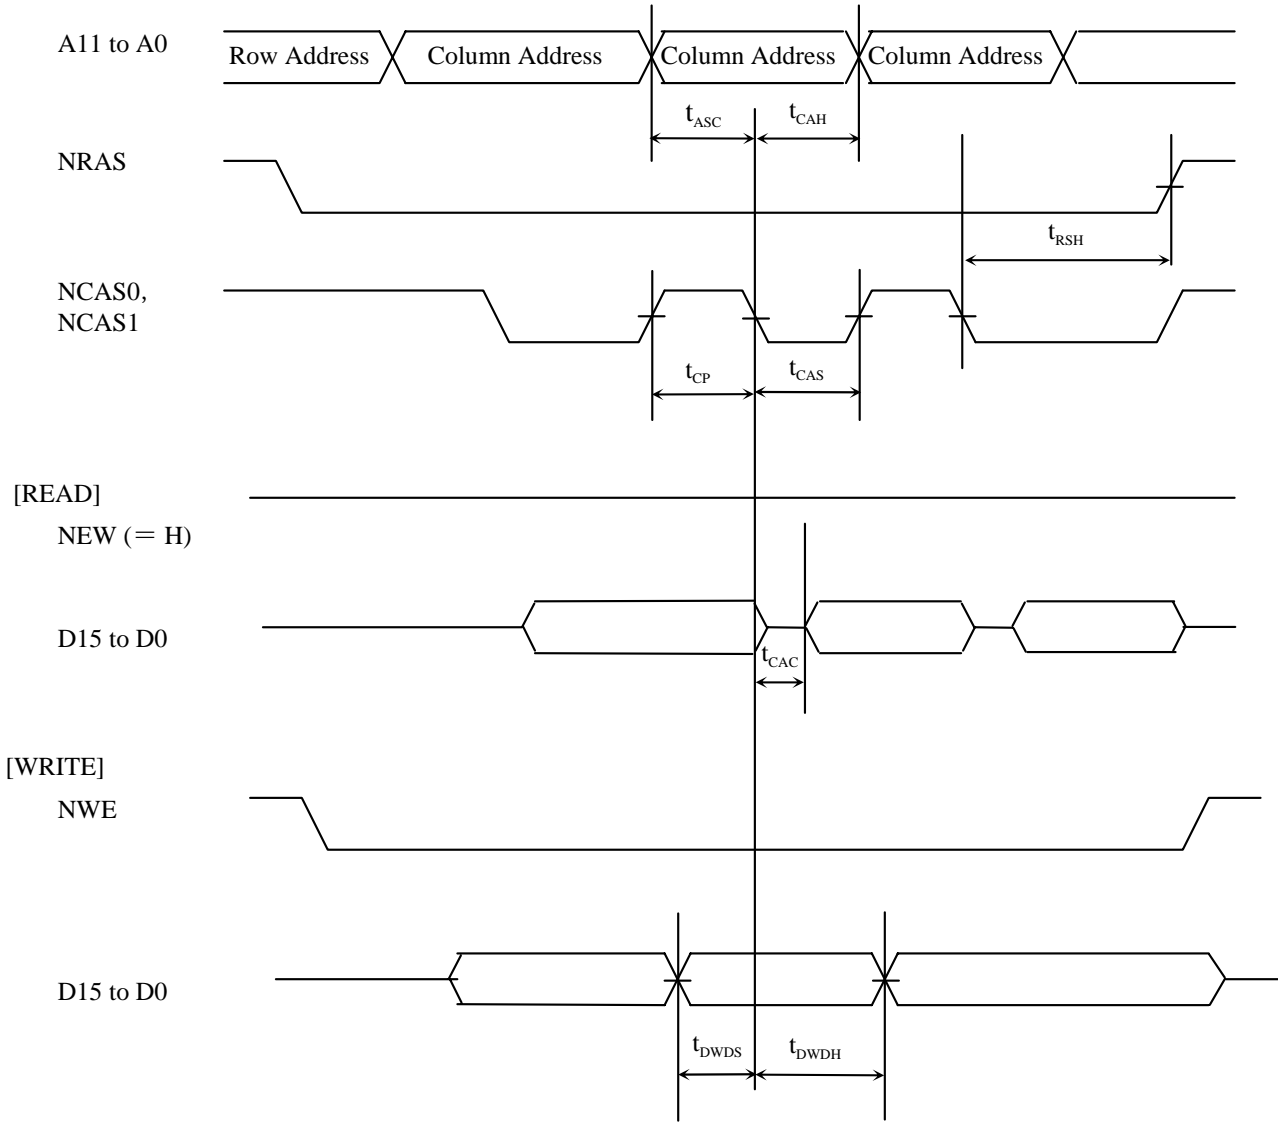 A11 to A0
Row Address Column Address Column Address Column Address
tASC tCAH
NRAS
tRSH
NCAS0,
NCAS1
tCP tCAS
[READ]
NEW (= H)
D15 to D0
tCAC
[WRITE]
NWE
D15 to D0
tDWDS tDWDH